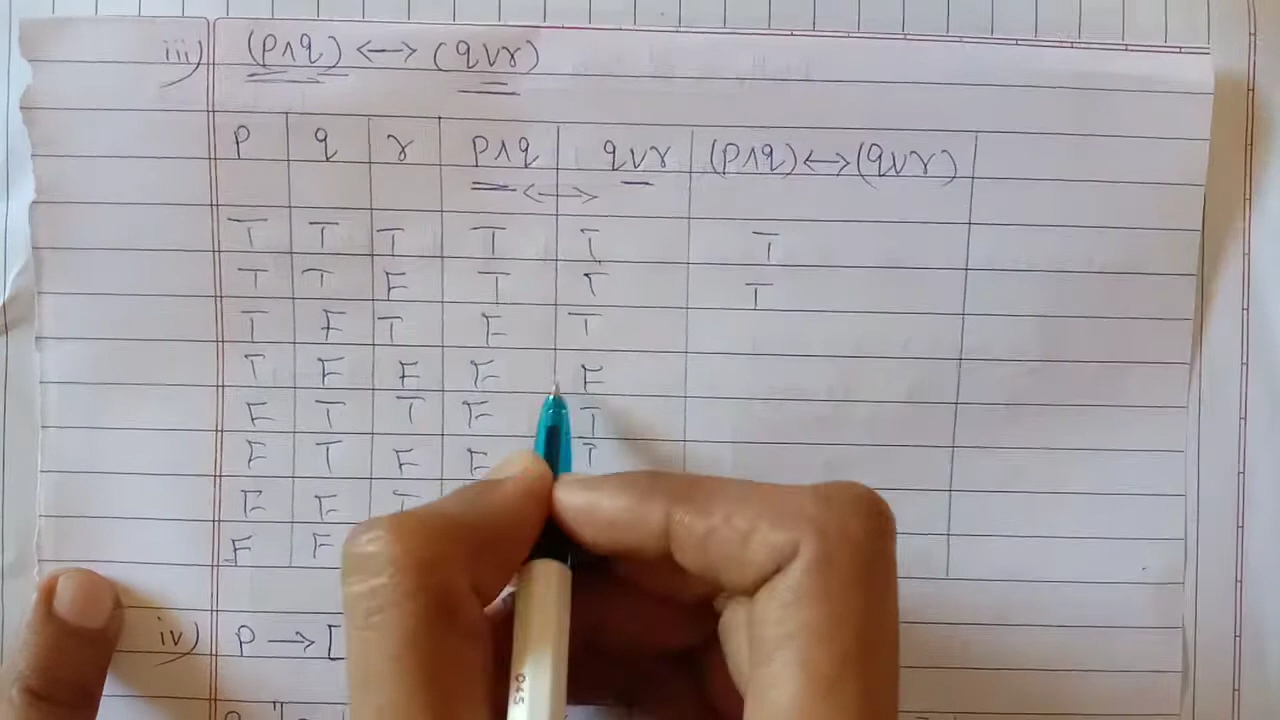 iii) (p∧q) ⟷ (q∨r)
p q r p∧q q∨r (p∧q)⟷(q∨r)
⟷
T T T T T T
T T F T T T
T F T F T
T F F F F
F T T F T
F T F F T
F F T
F F
iv) p → [